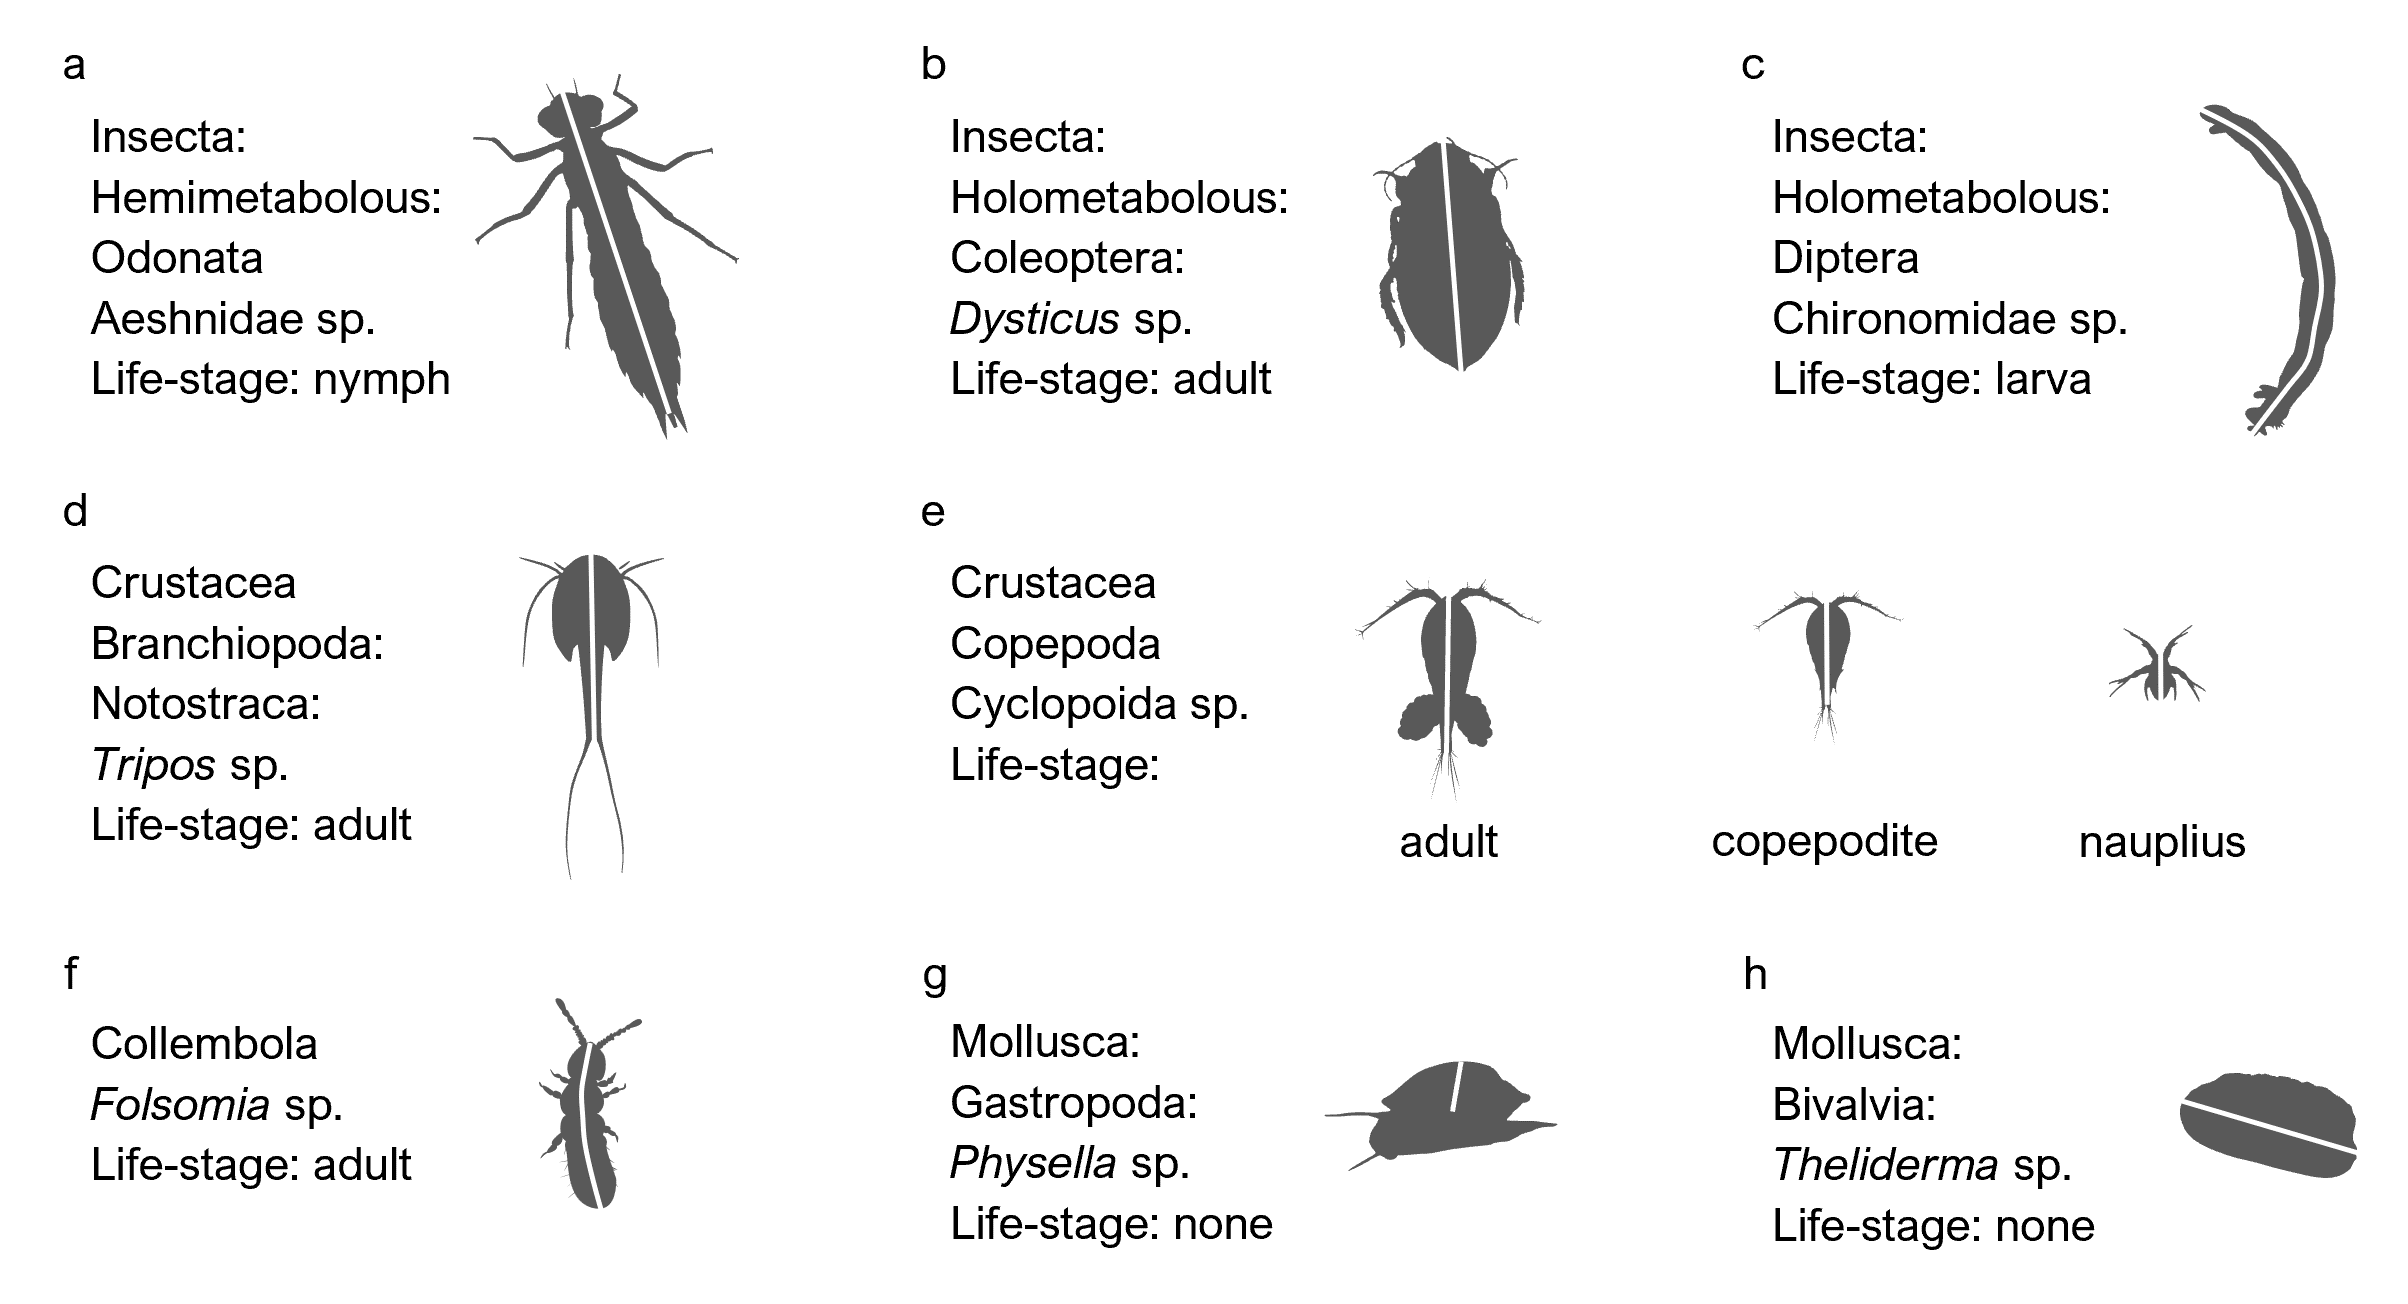 a
Insecta:
Hemimetabolous:
Odonata
Aeshnidae sp.
Life-stage: nymph
b
Insecta:
Holometabolous:
Coleoptera:
Dysticus sp.
Life-stage: adult
c
Insecta:
Holometabolous:
Diptera
Chironomidae sp.
Life-stage: larva
d
Crustacea
Branchiopoda:
Notostraca:
Tripos sp.
Life-stage: adult
e
Crustacea
Copepoda
Cyclopoida sp.
Life-stage:
adult
copepodite
nauplius
f
Collembola
Folsomia sp.
Life-stage: adult
g
Mollusca:
Gastropoda:
Physella sp.
Life-stage: none
h
Mollusca:
Bivalvia:
Theliderma sp.
Life-stage: none